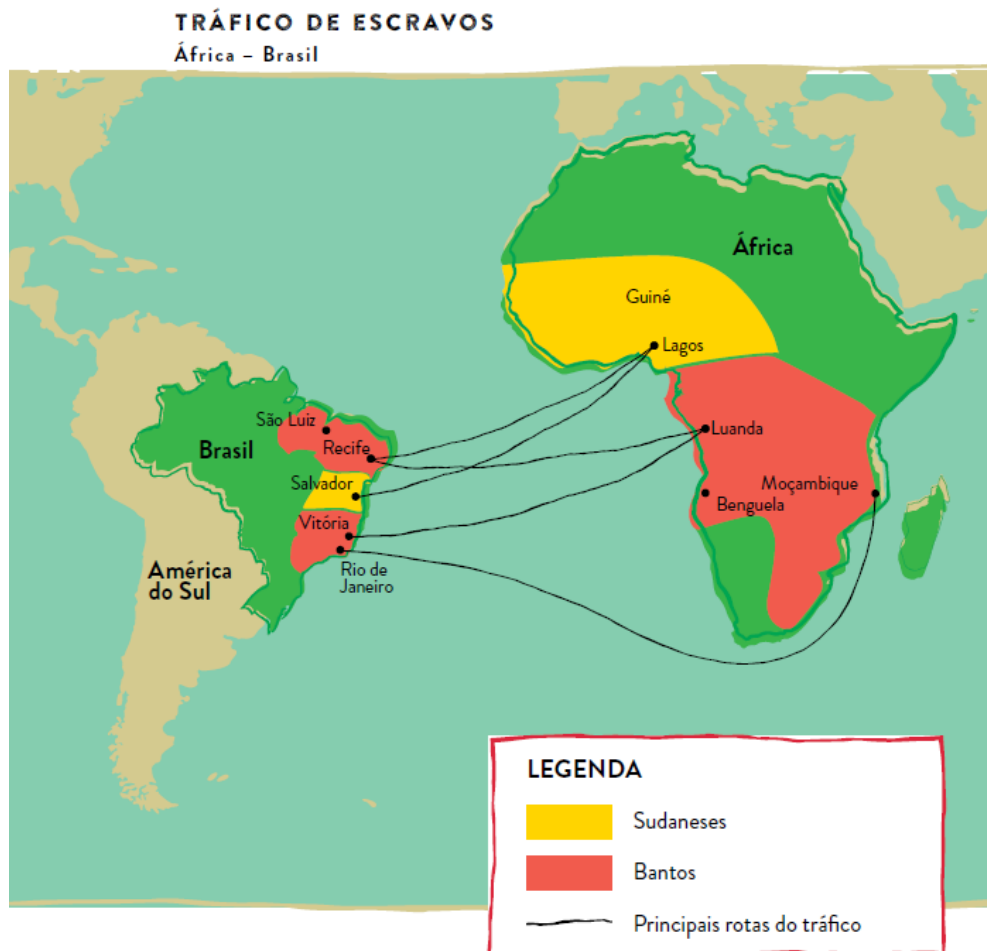 TRÁFICO DE ESCRAVOS
África – Brasil
África
Guiné
Lagos
São Luiz
Recife
Brasil
Luanda
Salvador
Moçambique
Benguela
Vitória
América
do Sul
Rio de
Janeiro
LEGENDA
Sudaneses
Bantos
Principais rotas do tráfico